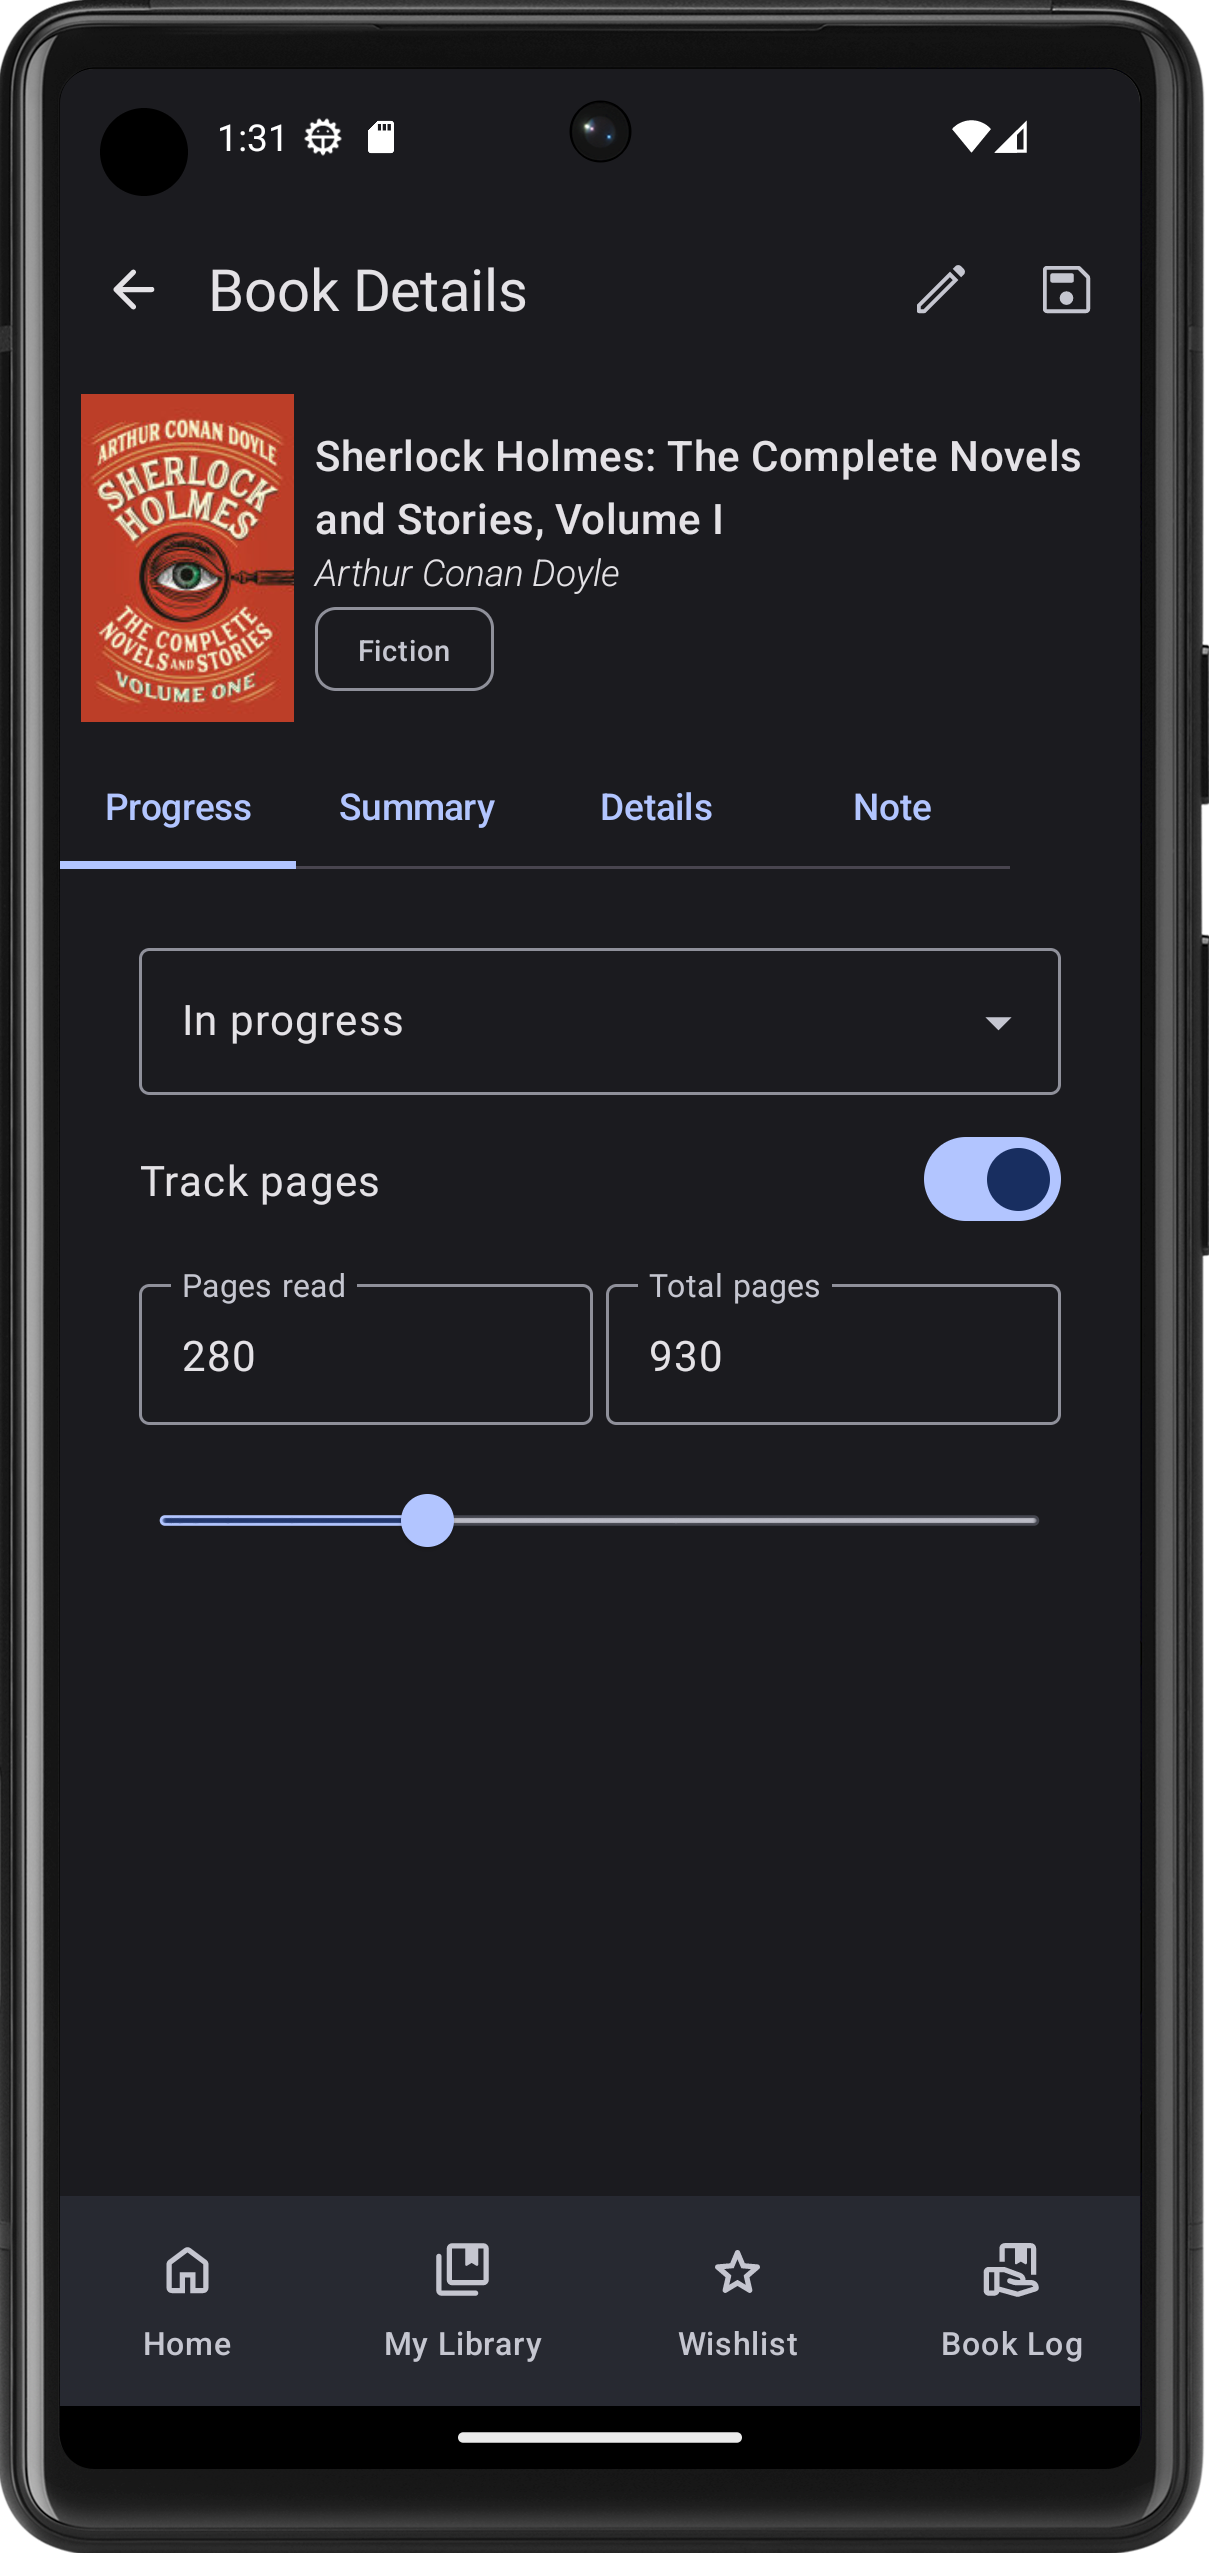 1:31
Book Details
ARTHUR CONAN DOYLE
SHERLOCK
HOLMES
THE COMPLETE
NOVELS AND STORIES
VOLUME ONE
Sherlock Holmes: The Complete Novels
and Stories, Volume I
Arthur Conan Doyle
Fiction
Progress Summary Details Note
In progress
Track pages
Pages read Total pages
280 930
Home My Library Wishlist Book Log